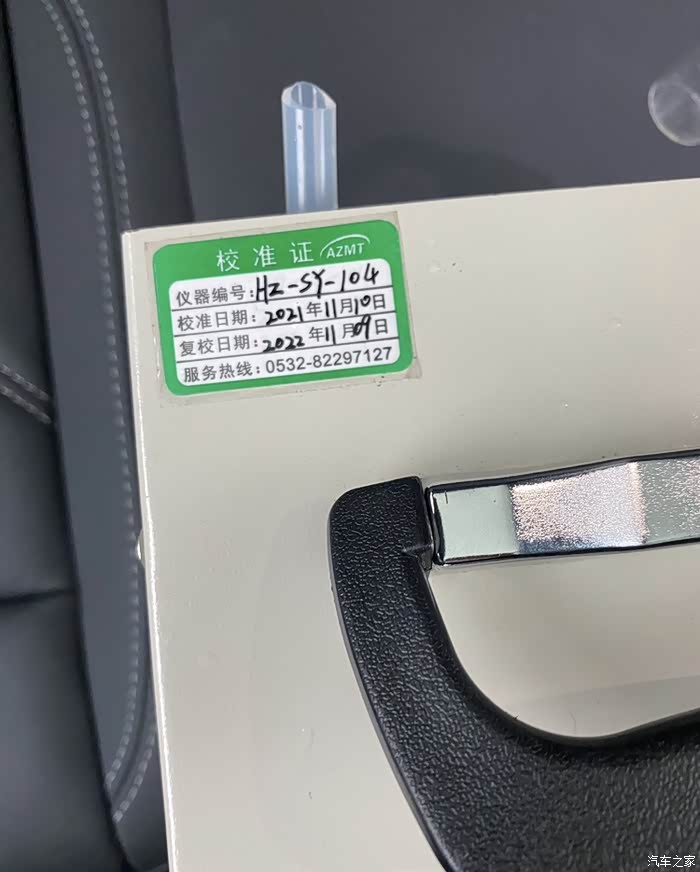 校准证 AZMT
仪器编号:HZ-SY-104
校准日期:2021年11月10日
复校日期:2022年11月09日
服务热线:0532-82297127
汽车之家